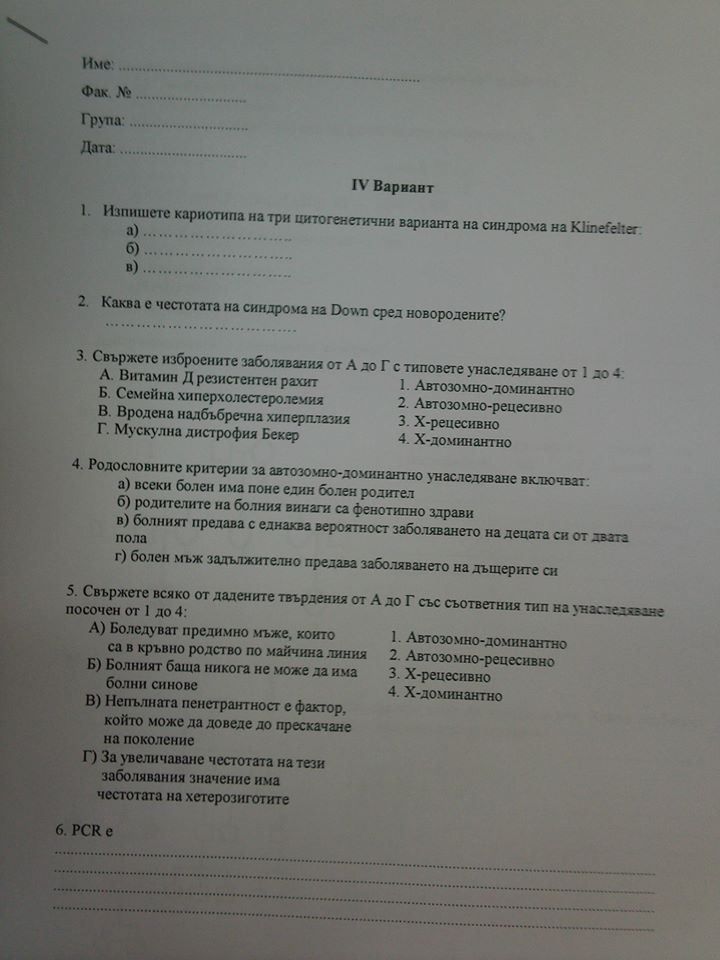 Име: ..........................................................................
Фак. № ...........................
Група: .............................
Дата: ...............................
IV Вариант
1. Изпишете кариотипа на три цитогенетични варианта на синдрома на Klinefelter:
а) ..............................
б) ..............................
в) ..............................
2. Каква е честотата на синдрома на Down сред новородените?
......................................
3. Свържете изброените заболявания от А до Г с типовете унаследяване от 1 до 4:
А. Витамин Д резистентен рахит 1. Автозомно-доминантно
Б. Семейна хиперхолестеролемия 2. Автозомно-рецесивно
В. Вродена надбъбречна хиперплазия 3. Х-рецесивно
Г. Мускулна дистрофия Бекер 4. Х-доминантно
4. Родословните критерии за автозомно-доминантно унаследяване включват:
а) всеки болен има поне един болен родител
б) родителите на болния винаги са фенотипно здрави
в) болният предава с еднаква вероятност заболяването на децата си от двата
пола
г) болен мъж задължително предава заболяването на дъщерите си
5. Свържете всяко от дадените твърдения от А до Г със съответния тип на унаследяване
посочен от 1 до 4:
А) Боледуват предимно мъже, които 1. Автозомно-доминантно
са в кръвно родство по майчина линия 2. Автозомно-рецесивно
Б) Болният баща никога не може да има 3. Х-рецесивно
болни синове 4. Х-доминантно
В) Непълната пенетрантност е фактор,
който може да доведе до прескачане
на поколение
Г) За увеличаване честотата на тези
заболявания значение има
честотата на хетерозиготите
6. PCR е
................................................................................
................................................................................
................................................................................
................................................................................